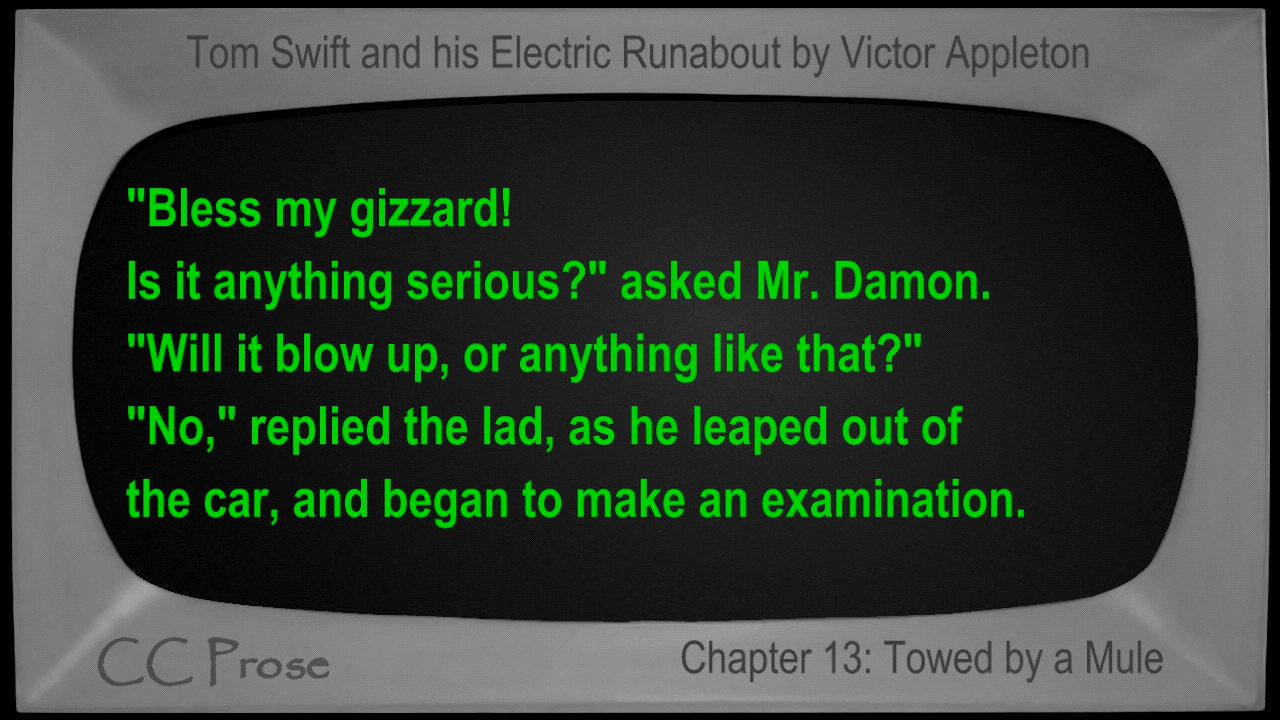 Tom Swift and his Electric Runabout by Victor Appleton
"Bless my gizzard!
Is it anything serious?" asked Mr. Damon.
"Will it blow up, or anything like that?"
"No," replied the lad, as he leaped out of
the car, and began to make an examination.
CC Prose
Chapter 13: Towed by a Mule